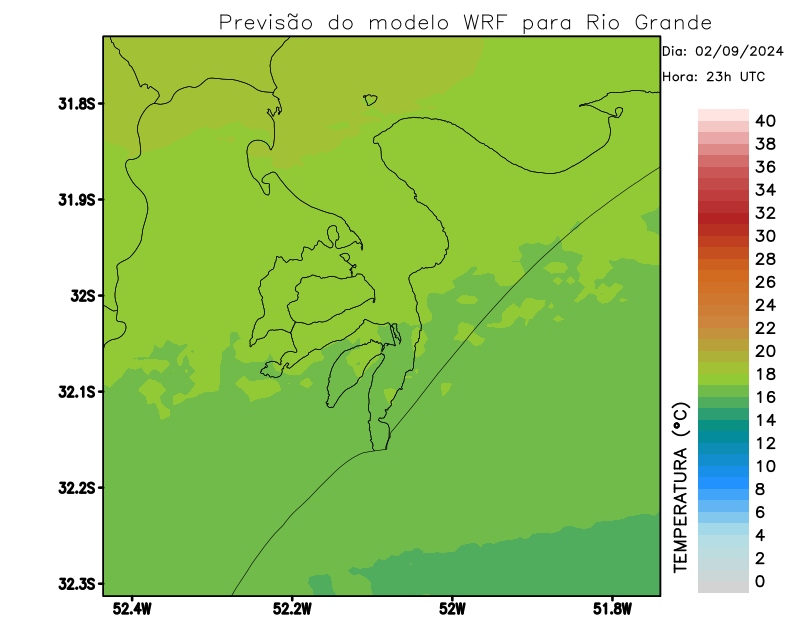 Previsão do modelo WRF para Rio Grande
Dia: 02/09/2024
Hora: 23h UTC
31.8S
31.9S
32S
32.1S
32.2S
32.3S
52.4W
52.2W
52W
51.8W
40
38
36
34
32
30
28
26
24
22
20
18
16
14
12
10
8
6
4
2
0
TEMPERATURA (°C)